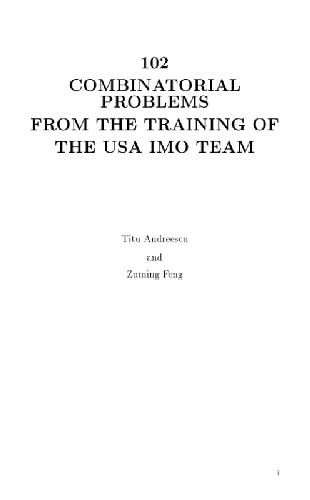 102
COMBINATORIAL
PROBLEMS
FROM THE TRAINING OF
THE USA IMO TEAM
Titu Andreescu
and
Zuming Feng
i